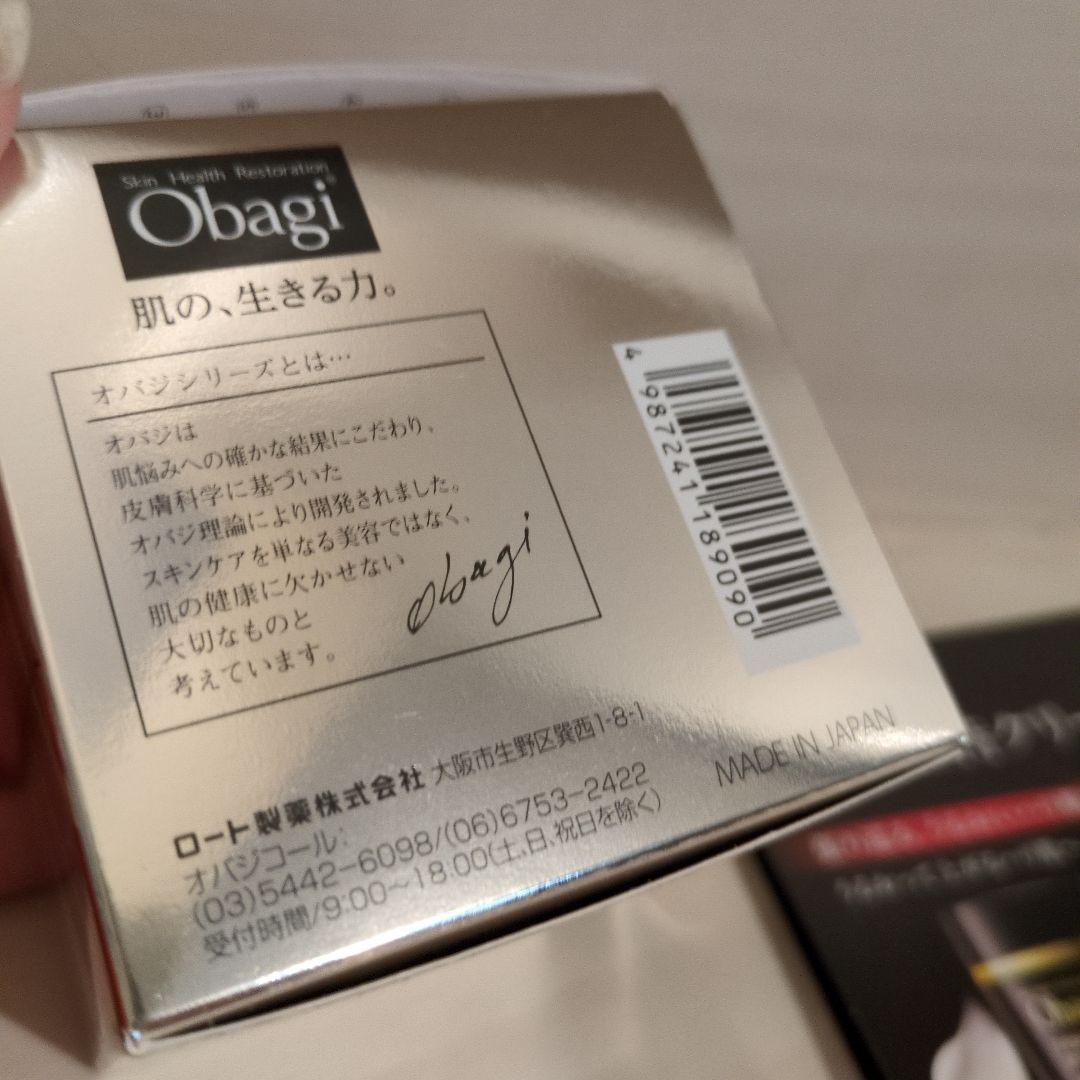 Skin Health Restoration
Obagi®
肌の、生きる力。
オバジシリーズとは…
オバジは
肌悩みへの確かな結果にこだわり、
皮膚科学に基づいた
オバジ理論により開発されました。
スキンケアを単なる美容ではなく、
肌の健康に欠かせない
大切なものと
考えています。
Obagi
4 987241 189090
ロート製薬株式会社 大阪市生野区巽西1-8-1
オバジコール:
(03)5442-6098/(06)6753-2422
受付時間/9:00～18:00(土、日、祝日を除く)
MADE IN JAPAN